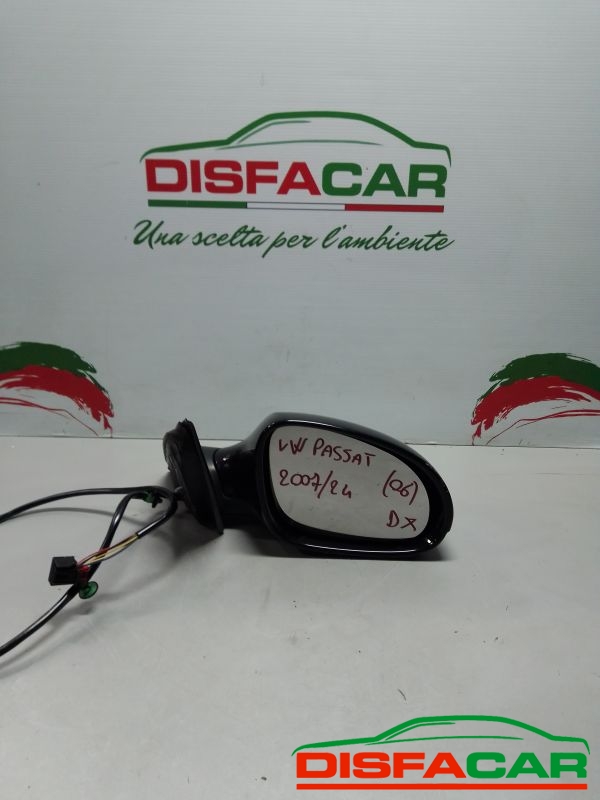 DISFACAR
Una scelta per l'ambiente
VW PASSAT
2007/24 (06)
DX
DISFACAR